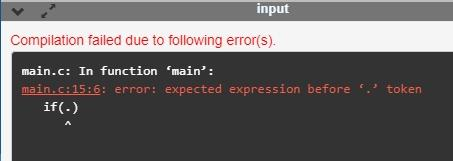 input
Compilation failed due to following error(s).
main.c: In function ‘main’:
main.c:15:6: error: expected expression before ‘.’ token
if(.)
^